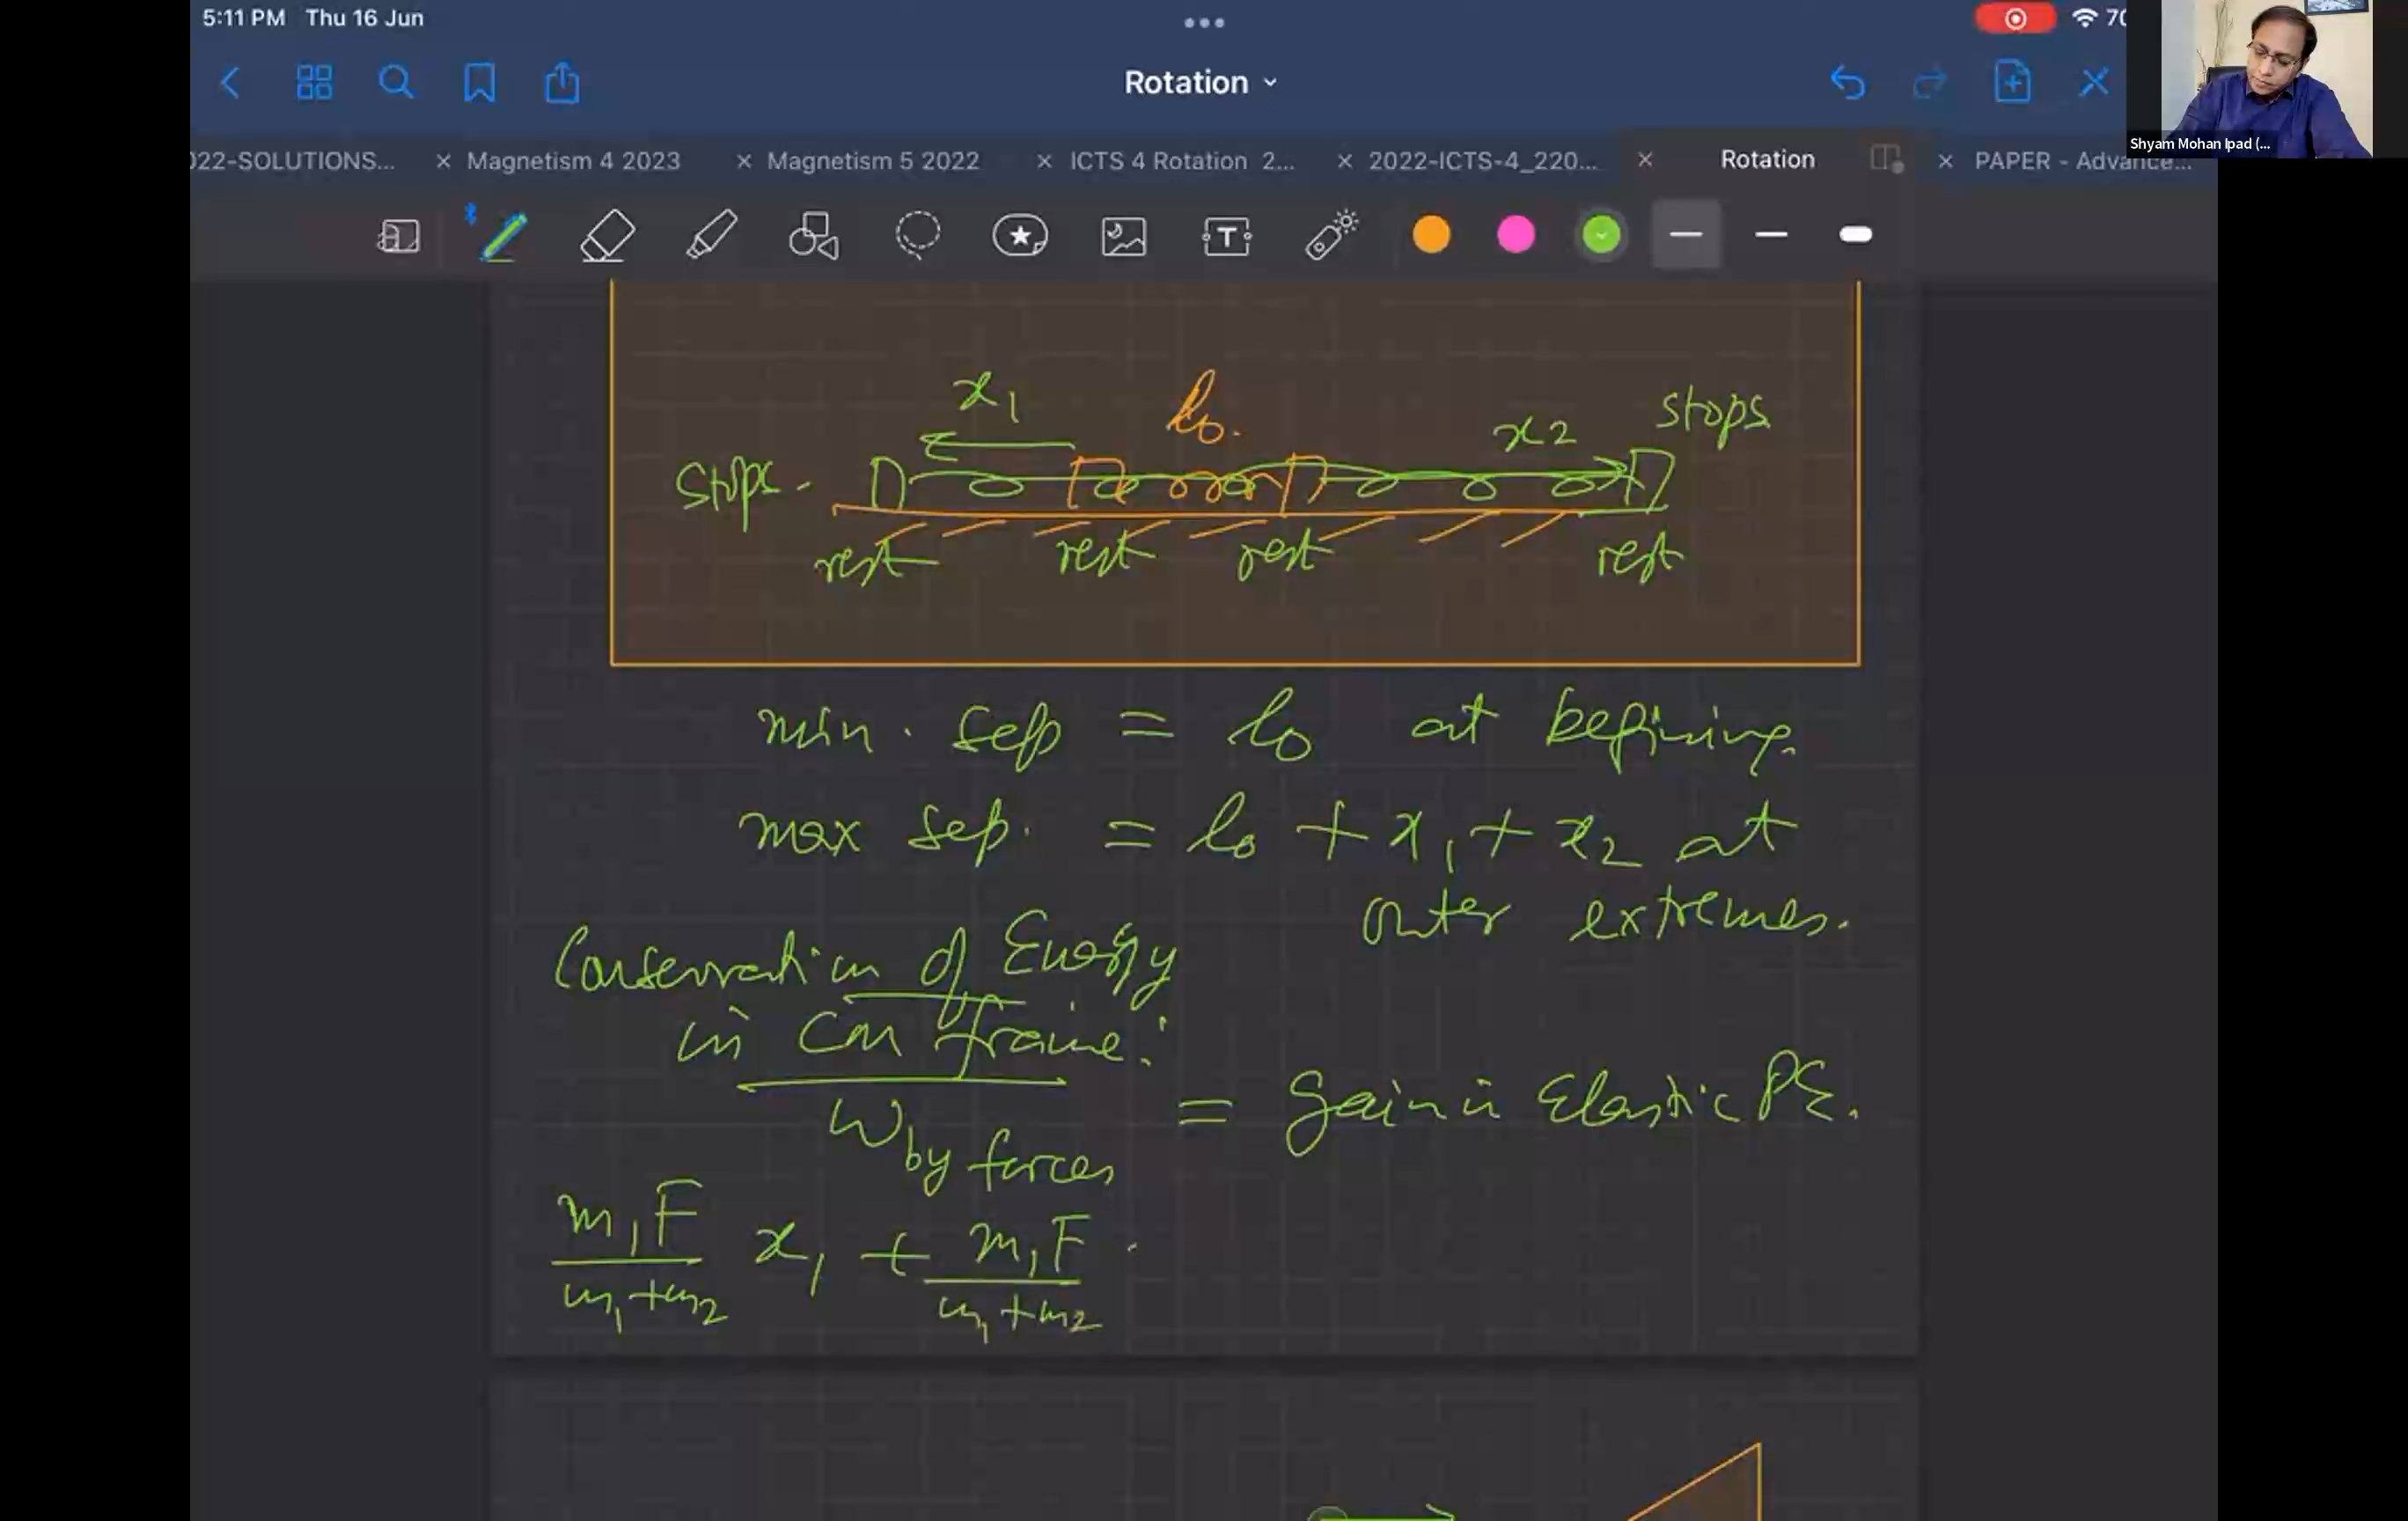 5:11 PM Thu 16 Jun
70
Rotation
Shyam Mohan Ipad (...
022-SOLUTIONS... × Magnetism 4 2023 × Magnetism 5 2022 × ICTS 4 Rotation 2... × 2022-ICTS-4_220... × Rotation × PAPER - Advance...
T
x1 l0. x2 stops
stops.
rest rest rest rest
min. sep = l0 at begining.
max sep. = l0 + x1 + x2 at
outer extremes.
Conservation of Energy
in CM frame:
W by forces = gain in Elastic PE.
m1F/m1+m2 x1 + m1F/m1+m2 .